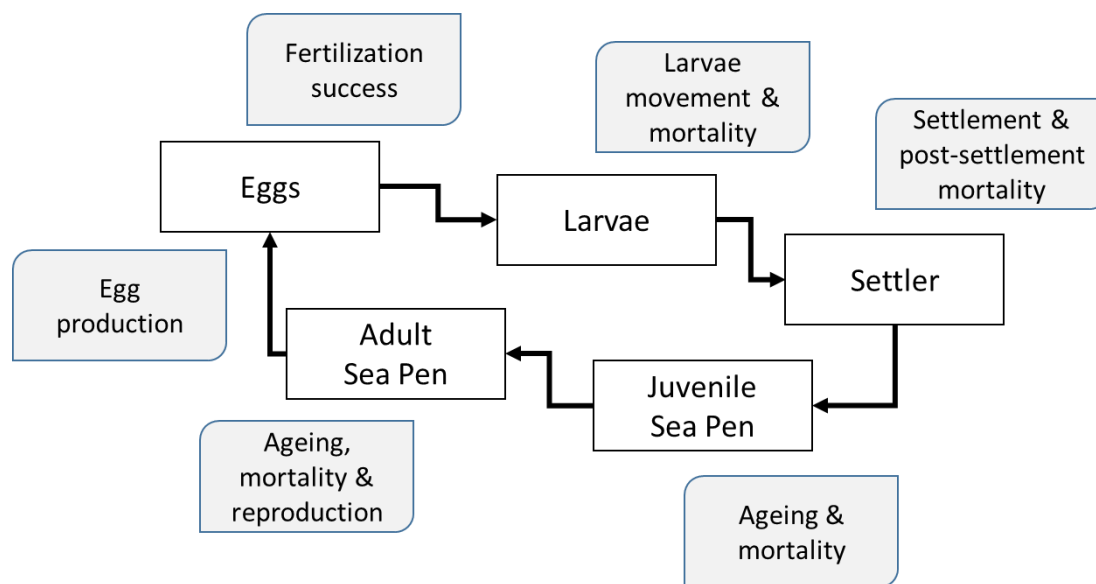 Fertilization
success
Larvae
movement &
mortality
Settlement &
post-settlement
mortality
Eggs
Larvae
Settler
Egg
production
Adult
Sea Pen
Juvenile
Sea Pen
Ageing,
mortality &
reproduction
Ageing &
mortality